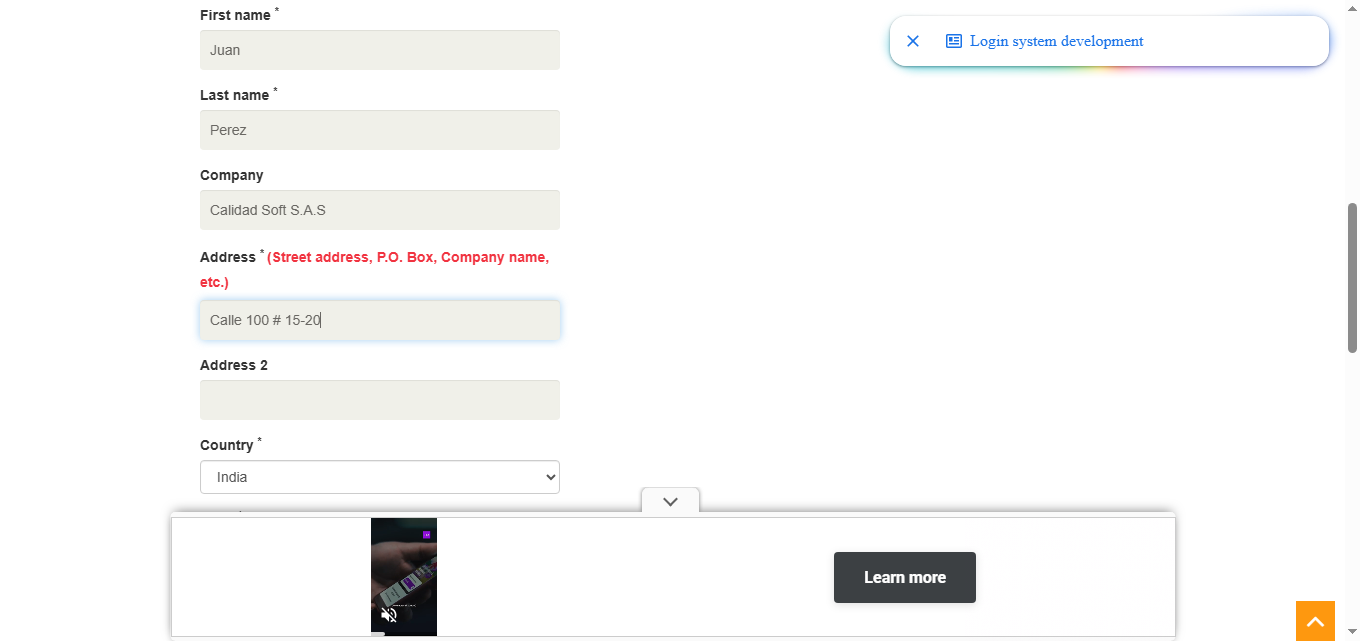 First name *
Juan
Login system development
Last name *
Perez
Company
Calidad Soft S.A.S
Address * (Street address, P.O. Box, Company name,
etc.)
Calle 100 # 15-20
Address 2
Country *
India
Learn more